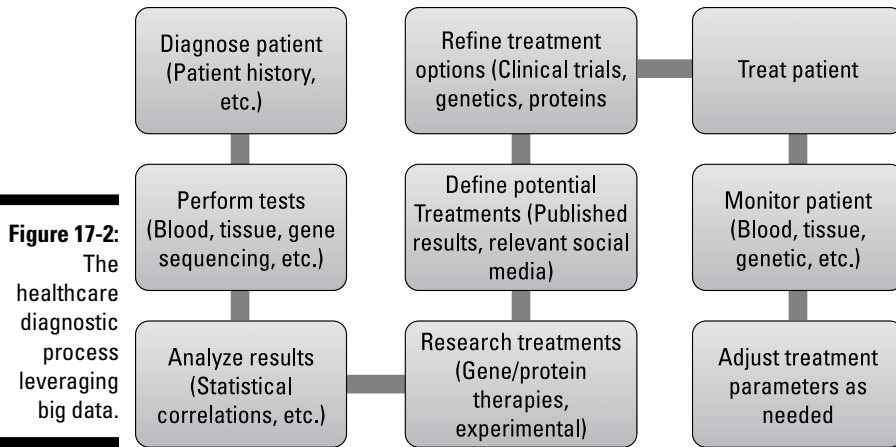 Diagnose patient
(Patient history,
etc.)
Perform tests
(Blood, tissue, gene
sequencing, etc.)
Analyze results
(Statistical
correlations, etc.)
Research treatments
(Gene/protein
therapies,
experimental)
Define potential
Treatments (Published
results, relevant social
media)
Refine treatment
options (Clinical trials,
genetics, proteins
Treat patient
Monitor patient
(Blood, tissue,
genetic, etc.)
Adjust treatment
parameters as
needed
Figure 17-2:
The
healthcare
diagnostic
process
leveraging
big data.